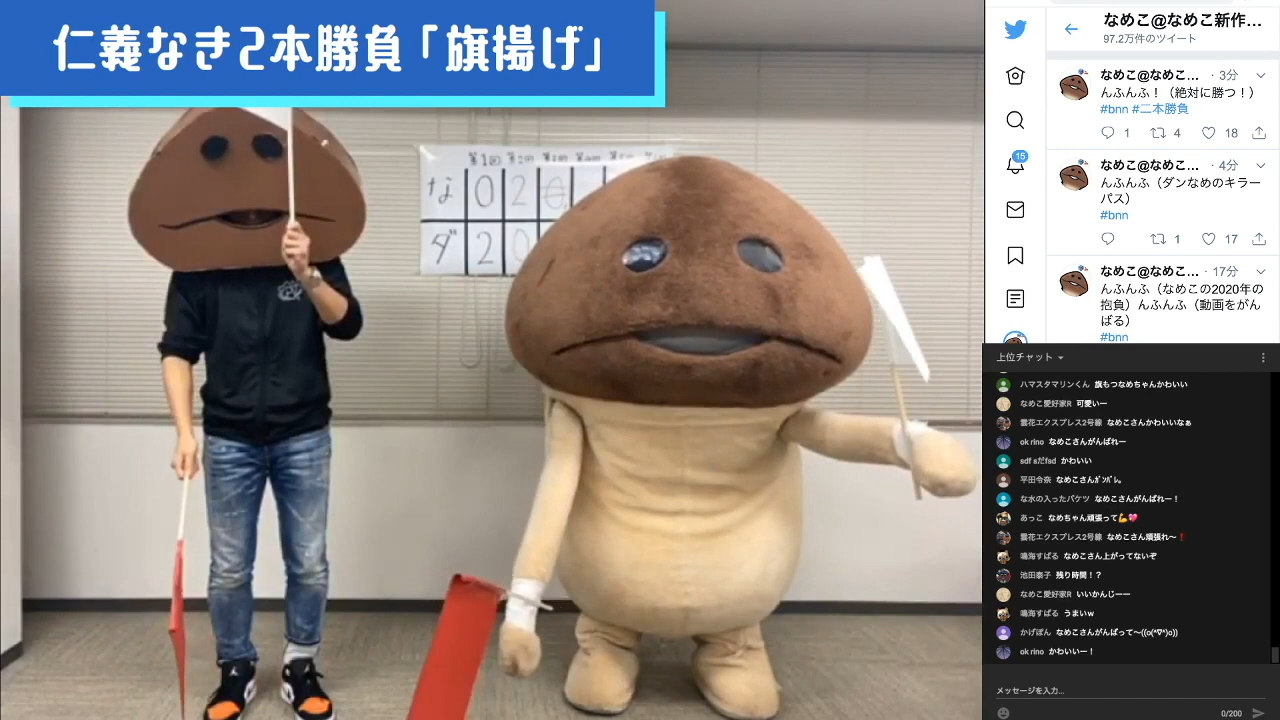 仁義なき2本勝負「旗揚げ」
第1回 第2回
な 0 2
ダ 2 0
なめこ@なめこ新作...
97.2万件のツイート
なめこ@なめこ... · 3分
んふんふ！（絶対に勝つ！）
#bnn #二本勝負
1 4 18
なめこ@なめこ... · 4分
んふんふ（ダンなめのキラー
パス）
#bnn
1 17
なめこ@なめこ... · 17分
んふんふ（なめこの2020年の
抱負）んふんふ（動画をがん
ばる）
#bnn
15
上位チャット
ハマスタマリンくん 旗もつなめちゃんかわいい
なめこ愛好家R 可愛いー
雲花エクスプレス2号線 なめこさんかわいいなぁ
ok rino なめこさんがんばれー
sdf sだfsd かわいい
平田令奈 なめこさんｶﾞﾝﾊﾞﾚ。
な水の入ったバケツ なめこさんがんばれー！
あっこ なめちゃん頑張って💪💖
雲花エクスプレス2号線 なめこさん頑張れ〜❗
鳴海すばる なめこさん上がってないぞ
池田泰子 残り時間！？
なめこ愛好家R いいかんじーー
鳴海すばる うまいw
かげぽん なめこさんがんばって〜((o(^∇^)o))
ok rino かわいいー！
メッセージを入力...
0/200